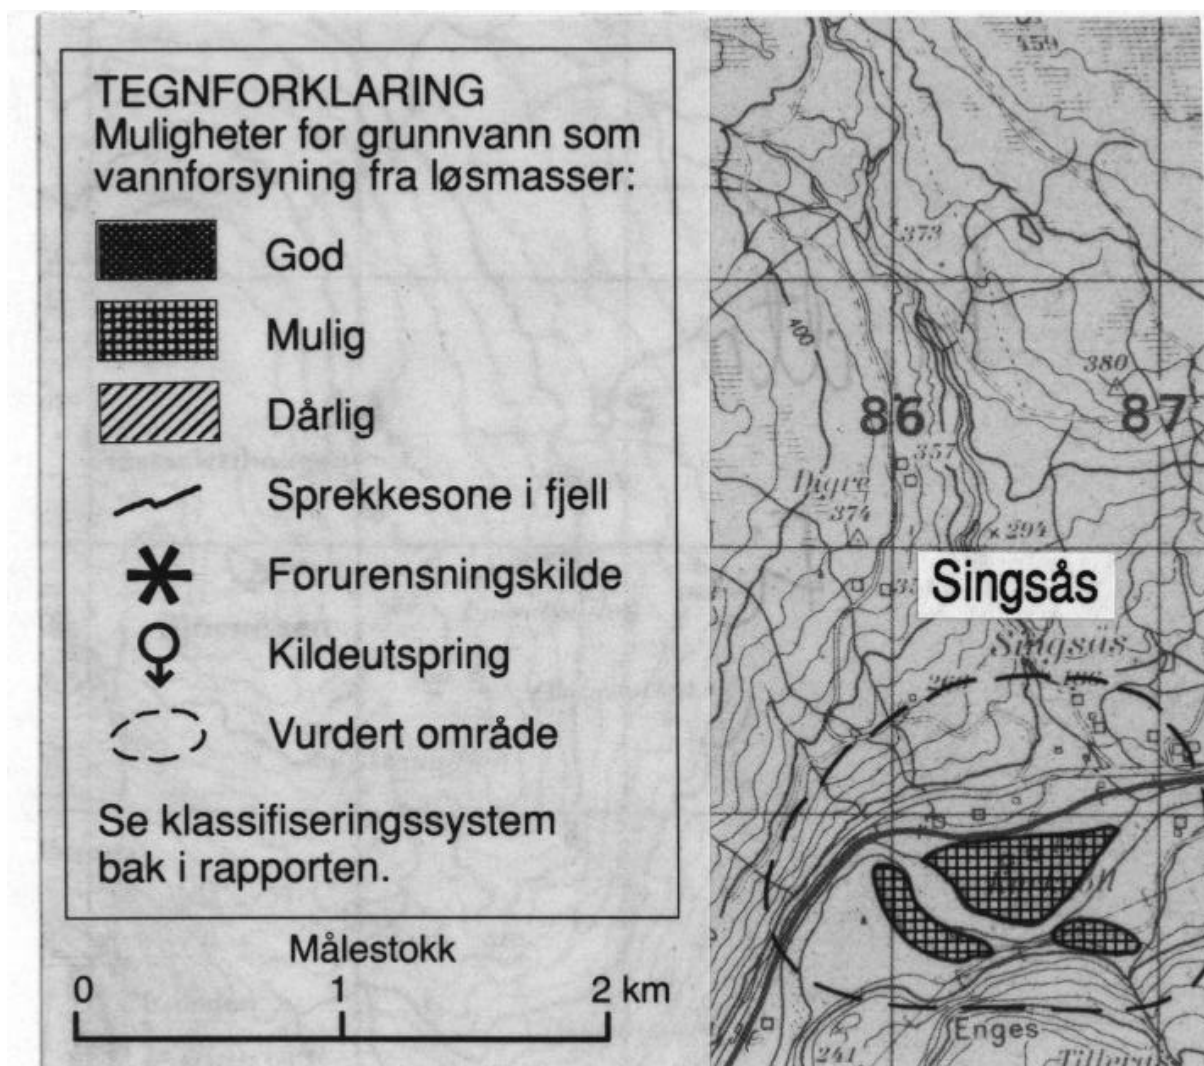 TEGNFORKLARING
Muligheter for grunnvann som
vannforsyning fra løsmasser:
God
Mulig
Dårlig
Sprekkesone i fjell
Forurensningskilde
Kildeutspring
Vurdert område
Se klassifiseringssystem
bak i rapporten.
Målestokk
0 1 2 km
459
373
400
380
86 87
357
Digre
374
294
Singsås
Singsås
196
Enges
241